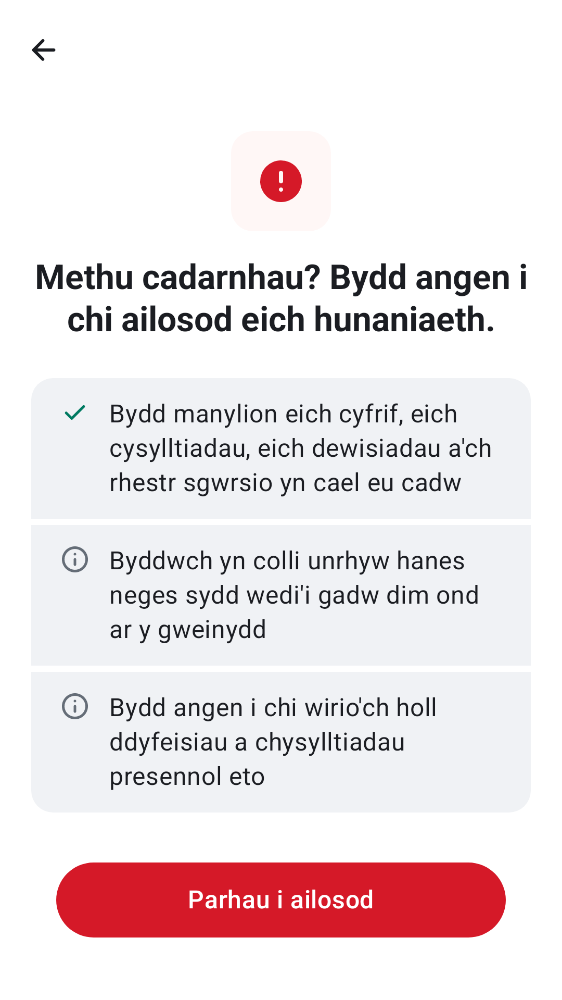 Methu cadarnhau? Bydd angen i
chi ailosod eich hunaniaeth.
Bydd manylion eich cyfrif, eich
cysylltiadau, eich dewisiadau a'ch
rhestr sgwrsio yn cael eu cadw
Byddwch yn colli unrhyw hanes
neges sydd wedi'i gadw dim ond
ar y gweinydd
Bydd angen i chi wirio'ch holl
ddyfeisiau a chysylltiadau
presennol eto
Parhau i ailosod